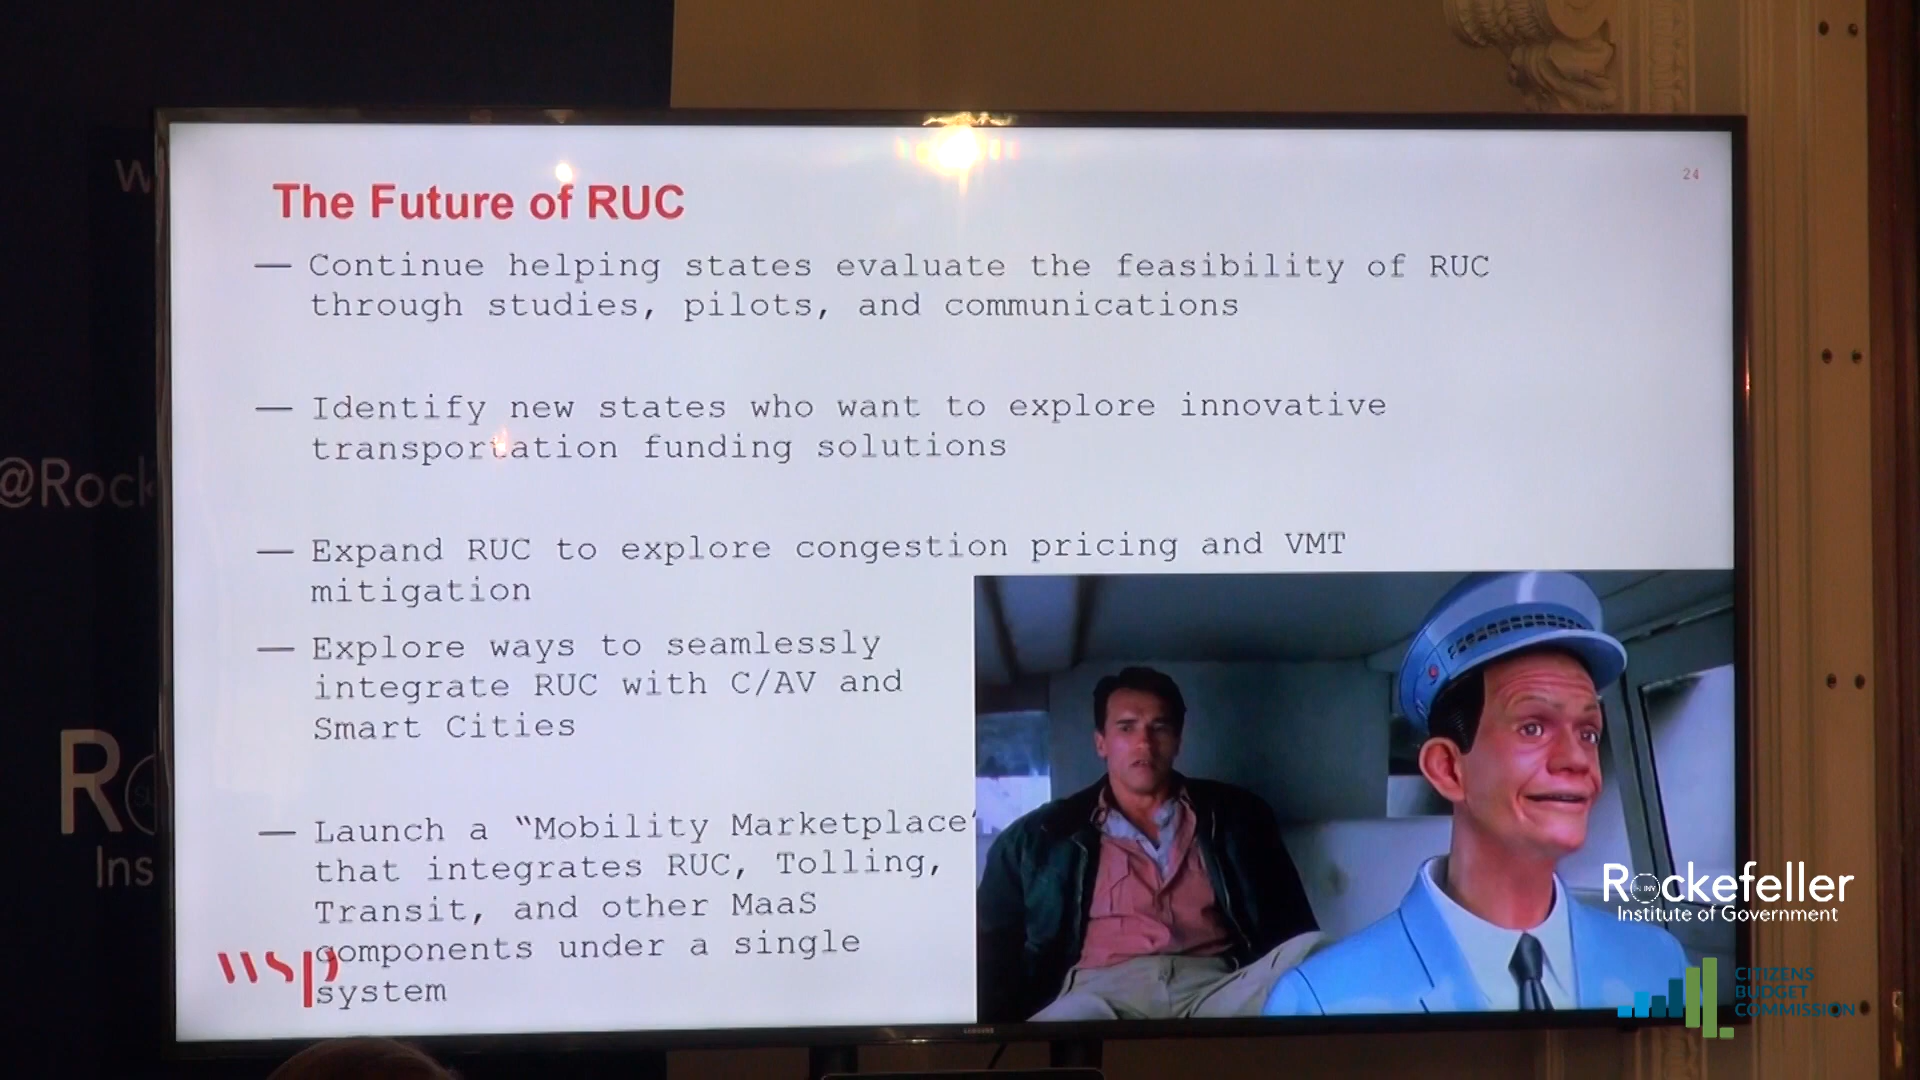 The Future of RUC
24
— Continue helping states evaluate the feasibility of RUC
through studies, pilots, and communications
— Identify new states who want to explore innovative
transportation funding solutions
— Expand RUC to explore congestion pricing and VMT
mitigation
— Explore ways to seamlessly
integrate RUC with C/AV and
Smart Cities
— Launch a “Mobility Marketplace”
that integrates RUC, Tolling,
Transit, and other MaaS
components under a single
system
wsp
SAMSUNG
@Rock
R
Ins
W
Rockefeller
Institute of Government
CITIZENS
BUDGET
COMMISSION